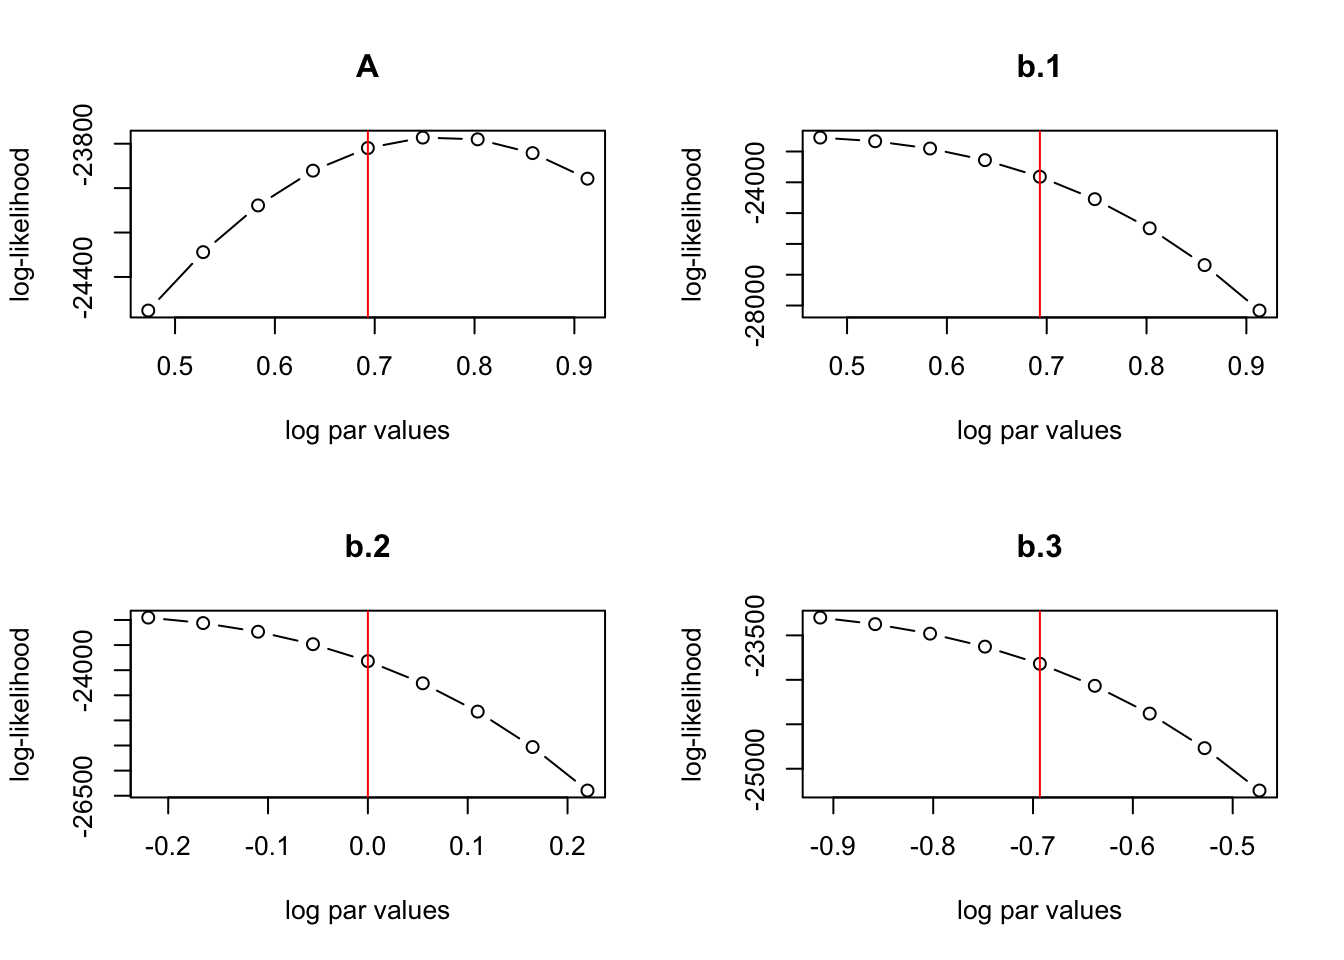 A
log-likelihood
-23800
-24400
0.5 0.6 0.7 0.8 0.9
log par values
b.1
log-likelihood
-24000
-28000
0.5 0.6 0.7 0.8 0.9
log par values
b.2
log-likelihood
-24000
-26500
-0.2 -0.1 0.0 0.1 0.2
log par values
b.3
log-likelihood
-23500
-25000
-0.9 -0.8 -0.7 -0.6 -0.5
log par values